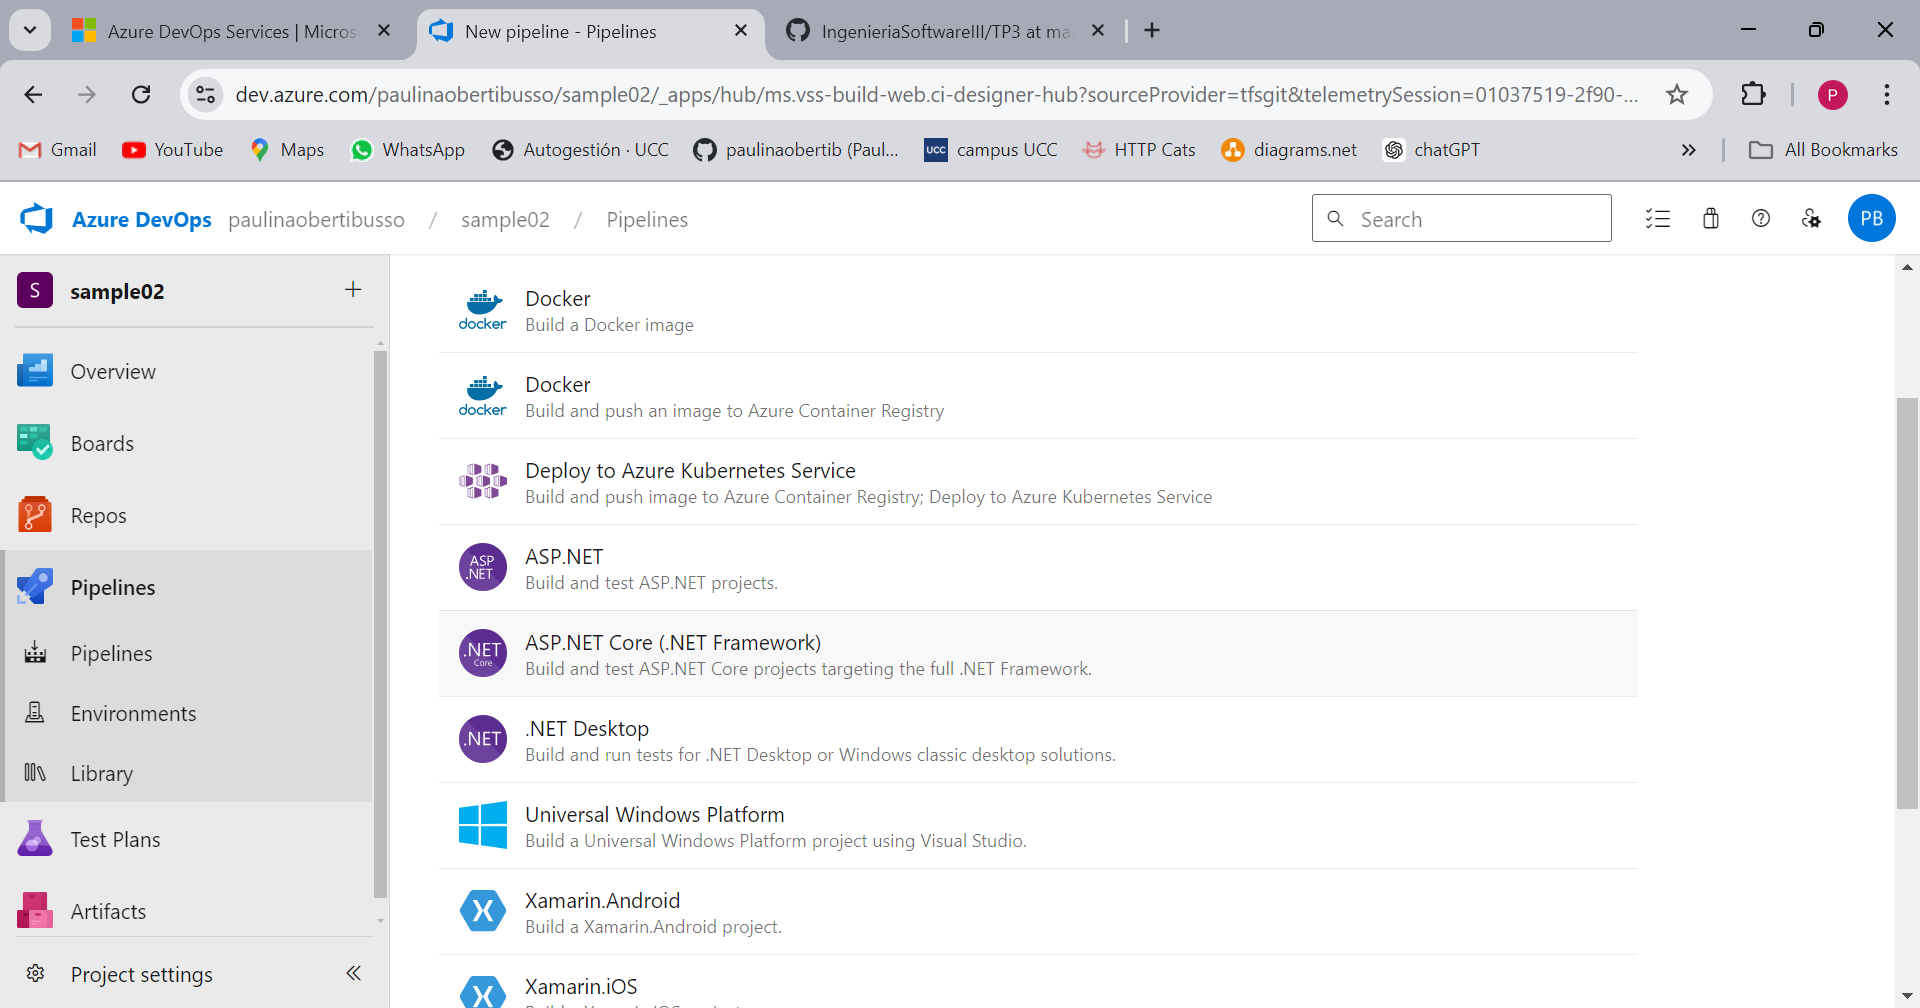 Azure DevOps Services | Micros
New pipeline - Pipelines
IngenieriaSoftwareIII/TP3 at ma
dev.azure.com/paulinaobertibusso/sample02/_apps/hub/ms.vss-build-web.ci-designer-hub?sourceProvider=tfsgit&telemetrySession=01037519-2f90-...
P
Gmail
YouTube
Maps
WhatsApp
Autogestión · UCC
paulinaobertib (Paul...
UCC
campus UCC
HTTP Cats
diagrams.net
chatGPT
All Bookmarks
Azure DevOps
paulinaobertibusso / sample02 / Pipelines
Search
PB
S
sample02
Overview
Boards
Repos
Pipelines
Pipelines
Environments
Library
Test Plans
Artifacts
Project settings
docker
Docker
Build a Docker image
docker
Docker
Build and push an image to Azure Container Registry
Deploy to Azure Kubernetes Service
Build and push image to Azure Container Registry; Deploy to Azure Kubernetes Service
ASP
.NET
ASP.NET
Build and test ASP.NET projects.
.NET
Core
ASP.NET Core (.NET Framework)
Build and test ASP.NET Core projects targeting the full .NET Framework.
.NET
.NET Desktop
Build and run tests for .NET Desktop or Windows classic desktop solutions.
Universal Windows Platform
Build a Universal Windows Platform project using Visual Studio.
Xamarin.Android
Build a Xamarin.Android project.
Xamarin.iOS